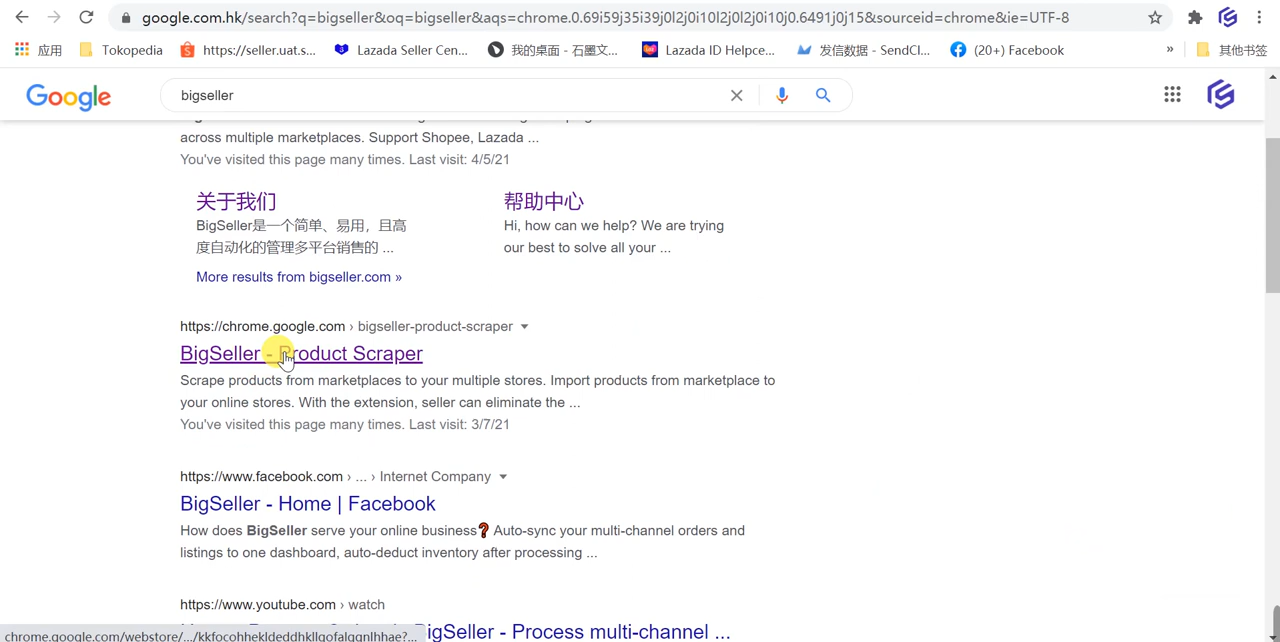 google.com.hk/search?q=bigseller&oq=bigseller&aqs=chrome.0.69i59j35i39j0l2j0i10l2j0l2j0i10j0.6491j0j15&sourceid=chrome&ie=UTF-8
应用 Tokopedia https://seller.uat.s... Lazada Seller Cen... 我的桌面 - 石墨文... Lazada ID Helpce... 发信数据 - SendCl... (20+) Facebook » 其他书签
Google bigseller
across multiple marketplaces. Support Shopee, Lazada ...
You've visited this page many times. Last visit: 4/5/21
关于我们
BigSeller是一个简单、易用，且高
度自动化的管理多平台销售的 ...
帮助中心
Hi, how can we help? We are trying
our best to solve all your ...
More results from bigseller.com »
https://chrome.google.com › bigseller-product-scraper
BigSeller - Product Scraper
Scrape products from marketplaces to your multiple stores. Import products from marketplace to
your online stores. With the extension, seller can eliminate the ...
You've visited this page many times. Last visit: 3/7/21
https://www.facebook.com › ... › Internet Company
BigSeller - Home | Facebook
How does BigSeller serve your online business❓ Auto-sync your multi-channel orders and
listings to one dashboard, auto-deduct inventory after processing ...
https://www.youtube.com › watch
BigSeller - Process multi-channel ...